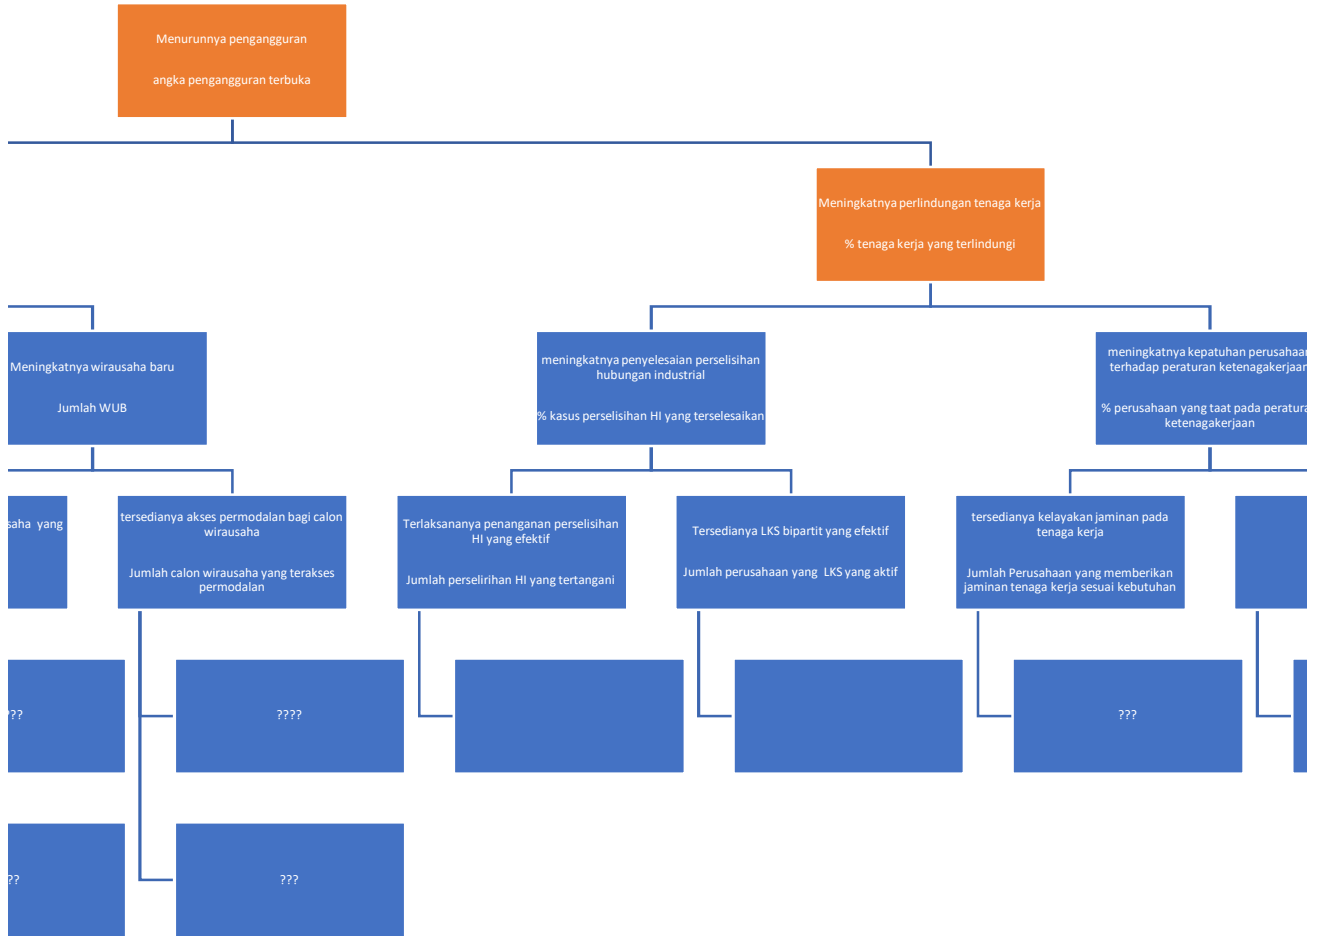 Menurunnya pengangguran
angka pengangguran terbuka
Meningkatnya perlindungan tenaga kerja
% tenaga kerja yang terlindungi
Meningkatnya wirausaha baru
Jumlah WUB
meningkatnya penyelesaian perselisihan
hubungan industrial
% kasus perselisihan HI yang terselesaikan
meningkatnya kepatuhan perusahaan
terhadap peraturan ketenagakerjaan
% perusahaan yang taat pada
ketenagakerjaan
yang
tersedianya akses permodalan bagi calon
wirausaha
Jumlah calon wirausaha yang terakses
permodalan
Terlaksananya penanganan perselisihan
HI yang efektif
Jumlah perselirihan HI yang tertangani
Tersedianya LKS bipartit yang efektif
Jumlah perusahaan yang  LKS yang aktif
tersedianya kelayakan jaminan pada
tenaga kerja
Jumlah Perusahaan yang memberikan
jaminan tenaga kerja sesuai kebutuhan
??
????
???
??
???